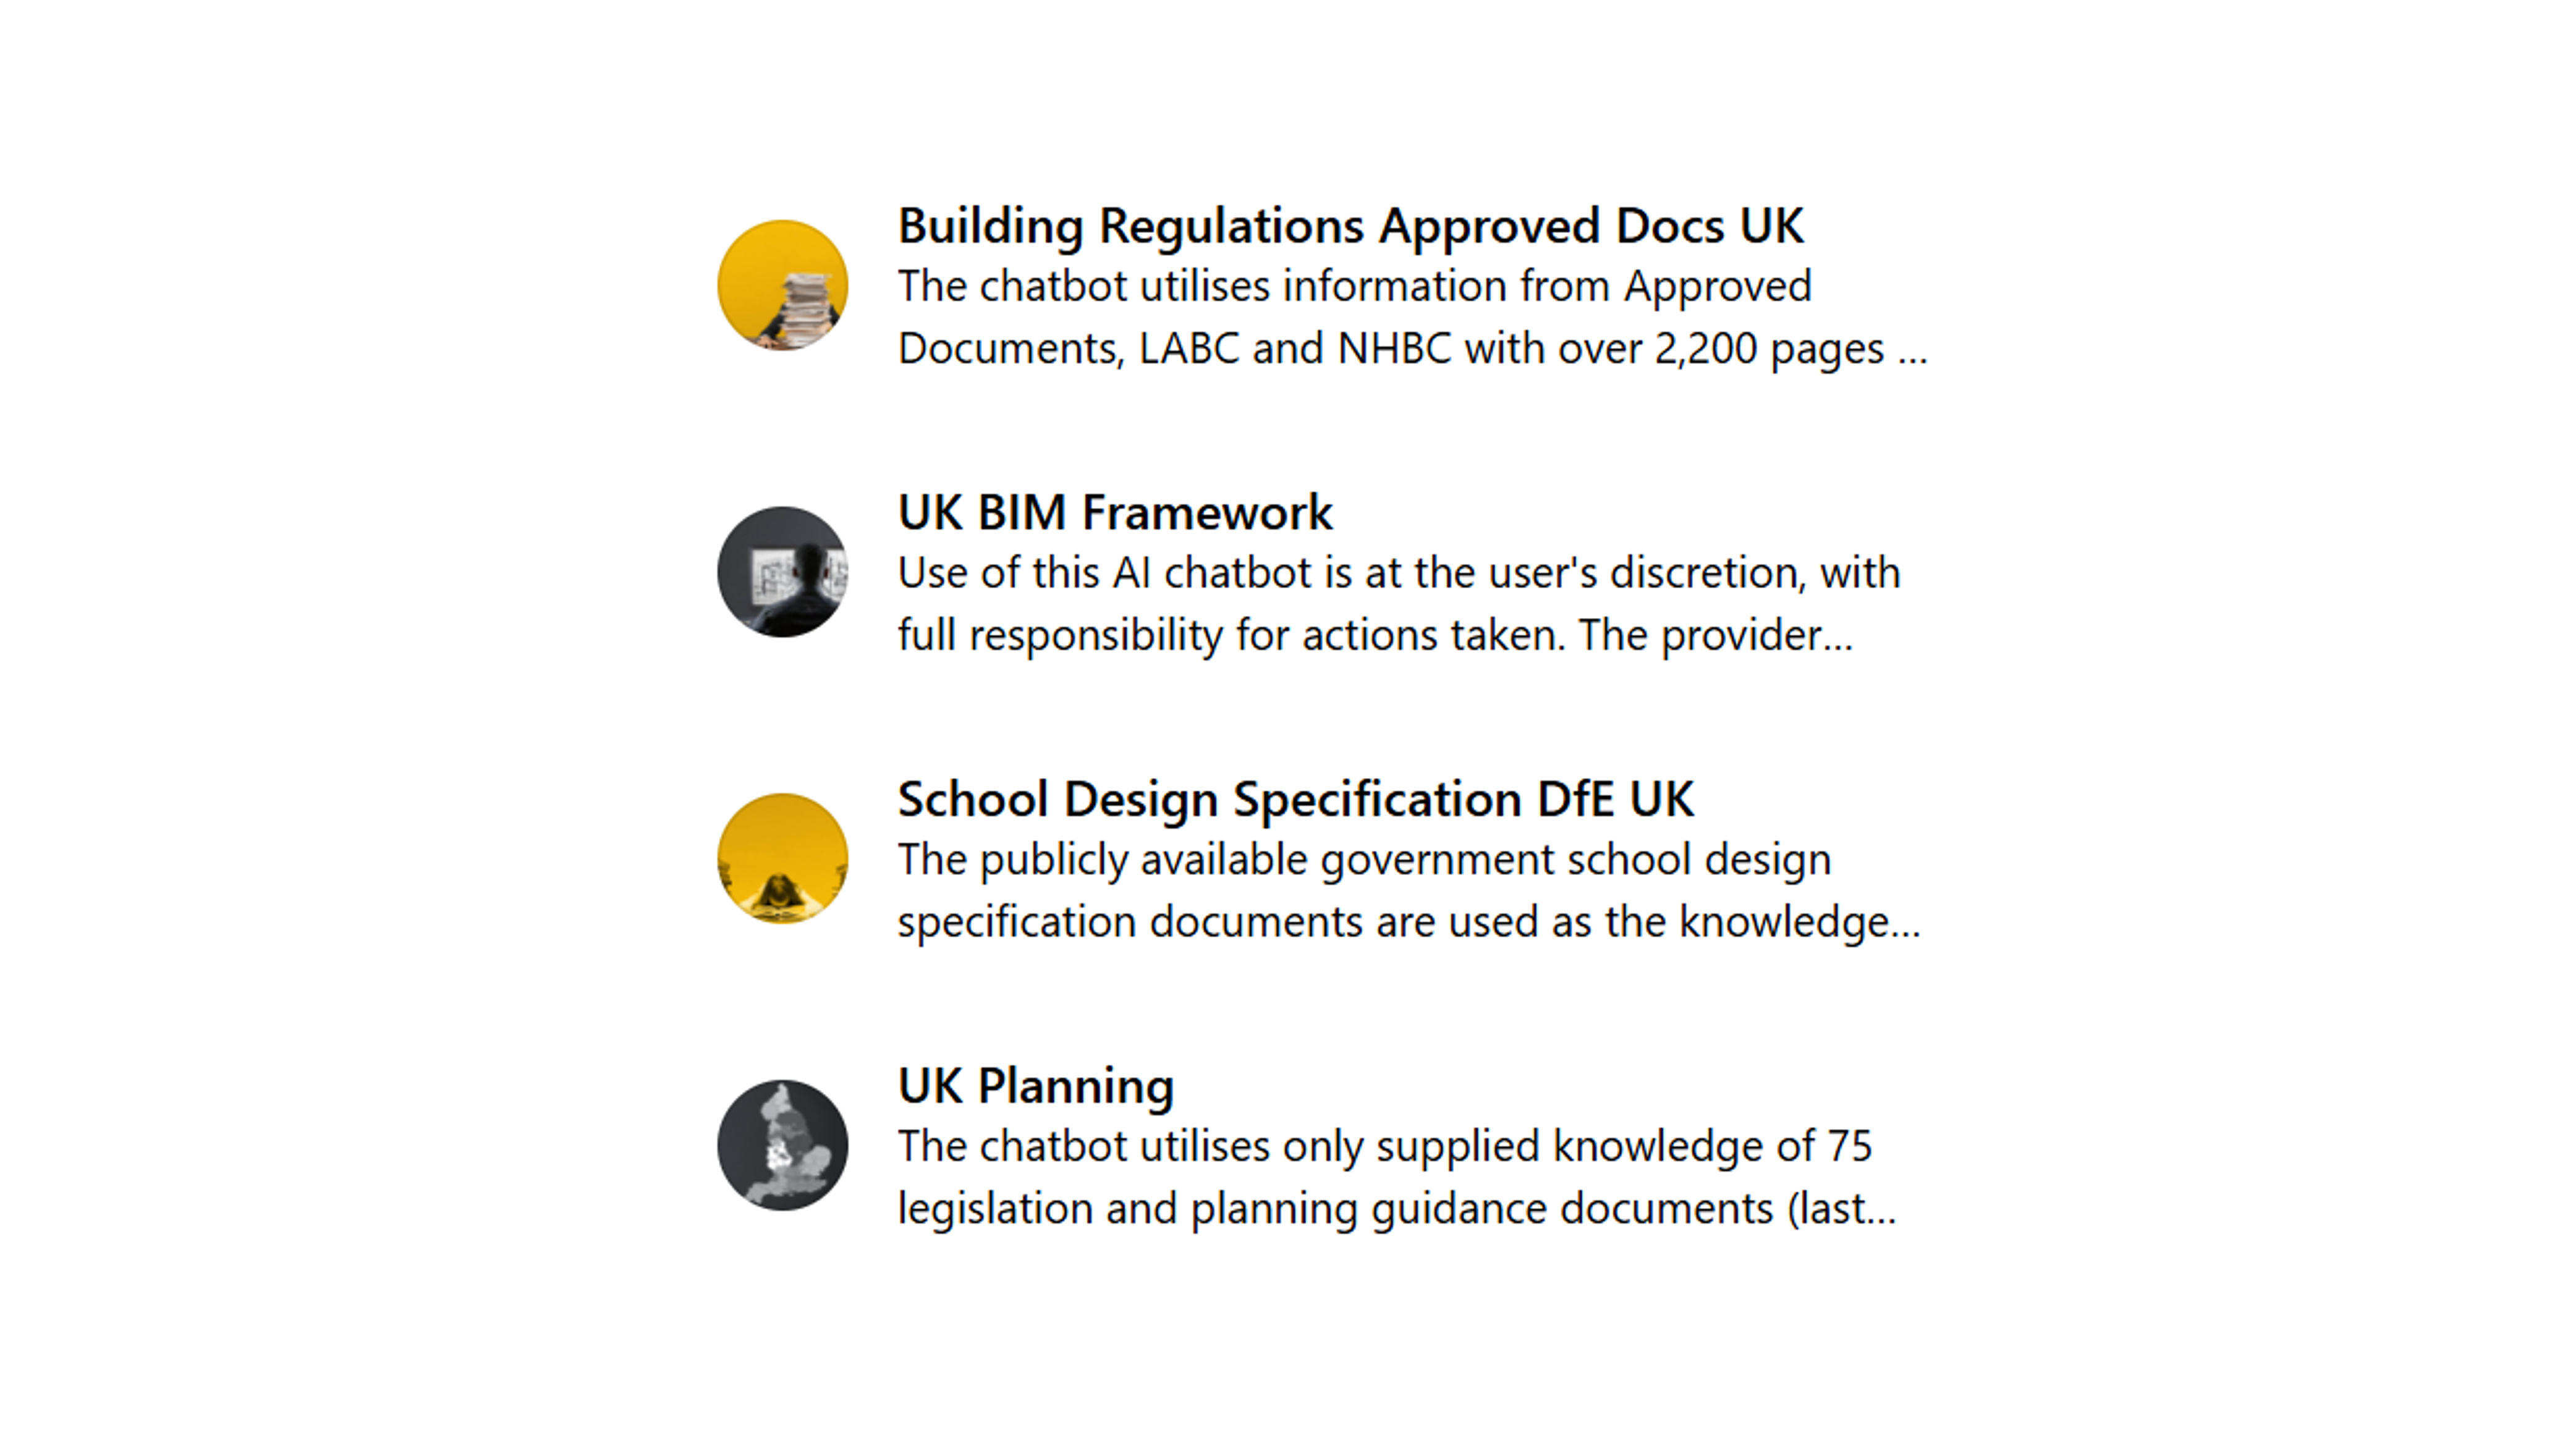 Building Regulations Approved Docs UK
The chatbot utilises information from Approved
Documents, LABC and NHBC with over 2,200 pages ...
UK BIM Framework
Use of this AI chatbot is at the user's discretion, with
full responsibility for actions taken. The provider...
School Design Specification DfE UK
The publicly available government school design
specification documents are used as the knowledge...
UK Planning
The chatbot utilises only supplied knowledge of 75
legislation and planning guidance documents (last...